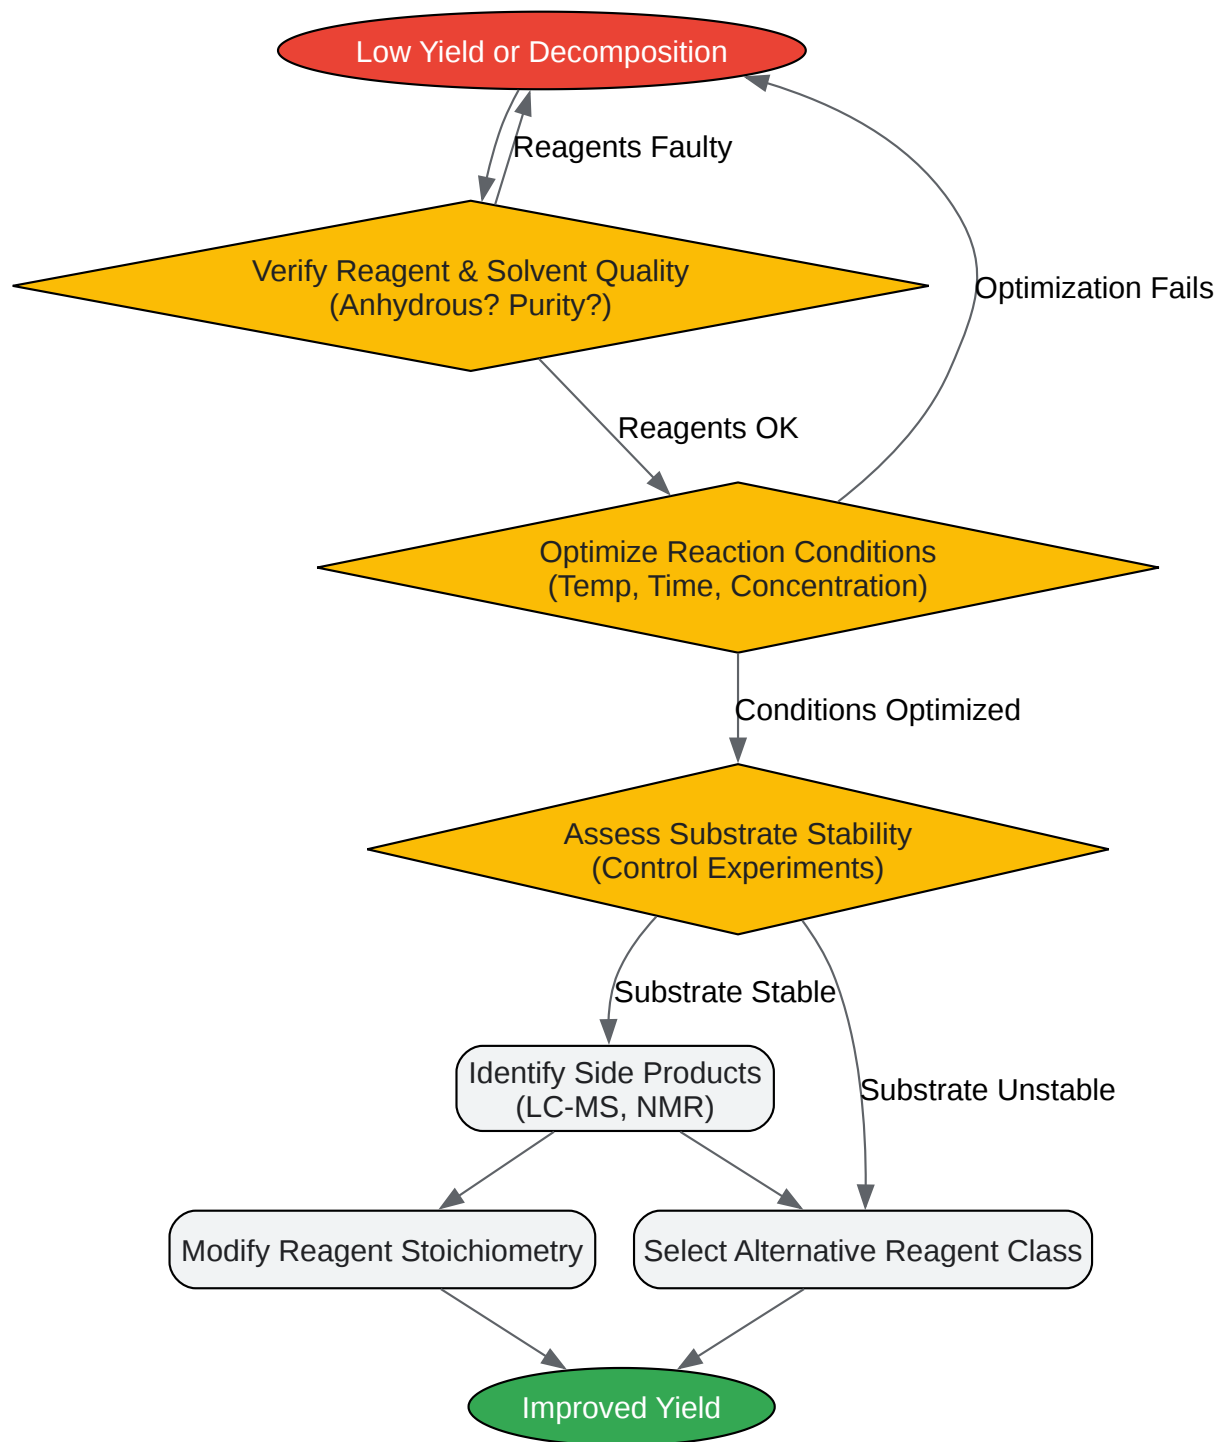 Low Yield or Decomposition
Reagents Faulty
Verify Reagent & Solvent Quality
(Anhydrous? Purity?)
Optimization Fails
Reagents OK
Optimize Reaction Conditions
(Temp, Time, Concentration)
Conditions Optimized
Assess Substrate Stability
(Control Experiments)
Substrate Stable
Identify Side Products
(LC-MS, NMR)
Substrate Unstable
Modify Reagent Stoichiometry
Select Alternative Reagent Class
Improved Yield